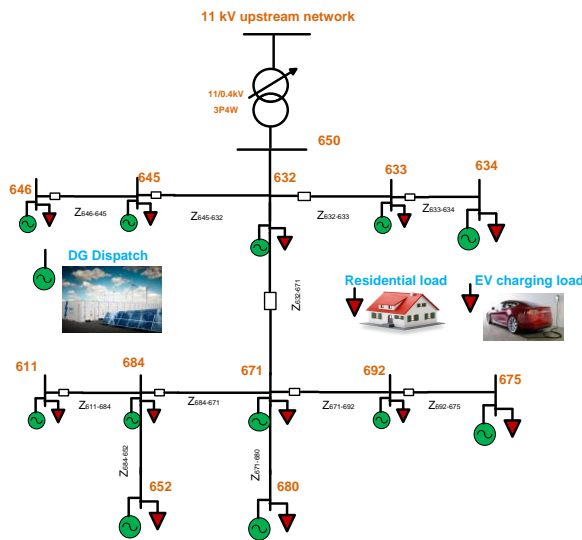 11 kV upstream network
11/0.4kV
3P4W
650
646
645
632
633
634
Z646-645
Z645-632
Z632-633
Z633-634
DG Dispatch
Z632-671
Residential load
EV charging load
611
684
671
692
675
Z611-684
Z684-671
Z671-692
Z692-675
Z684-652
Z671-680
652
680